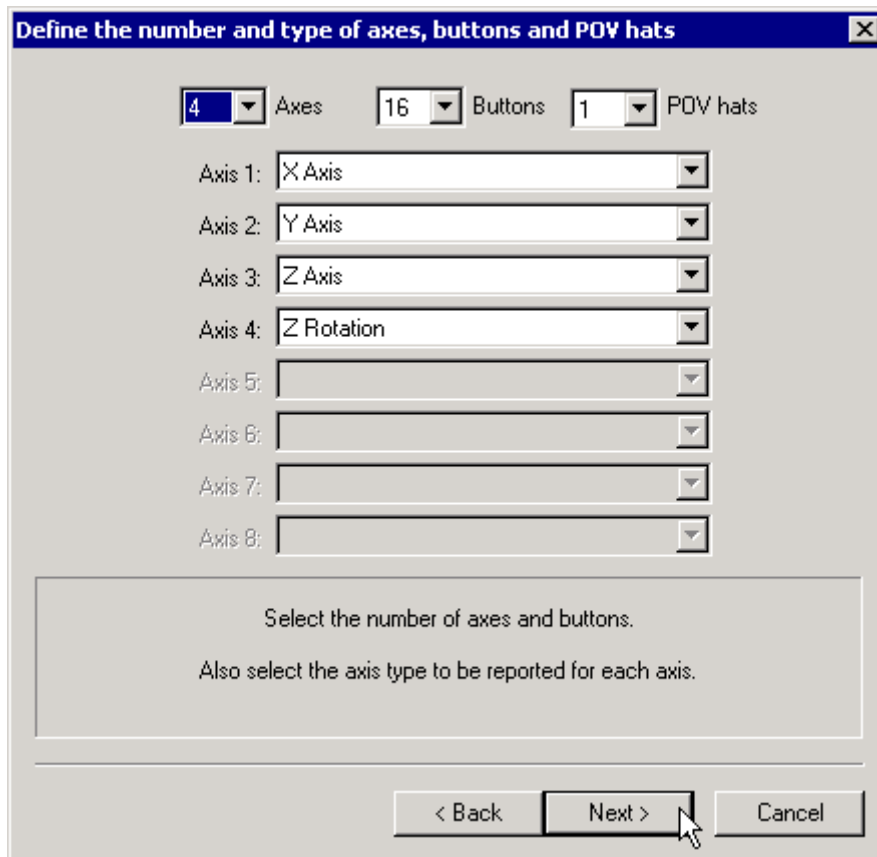 Define the number and type of axes, buttons and POV hats
4 Axes 16 Buttons 1 POV hats
Axis 1: X Axis
Axis 2: Y Axis
Axis 3: Z Axis
Axis 4: Z Rotation
Axis 5:
Axis 6:
Axis 7:
Axis 8:
Select the number of axes and buttons.
Also select the axis type to be reported for each axis.
< Back Next > Cancel